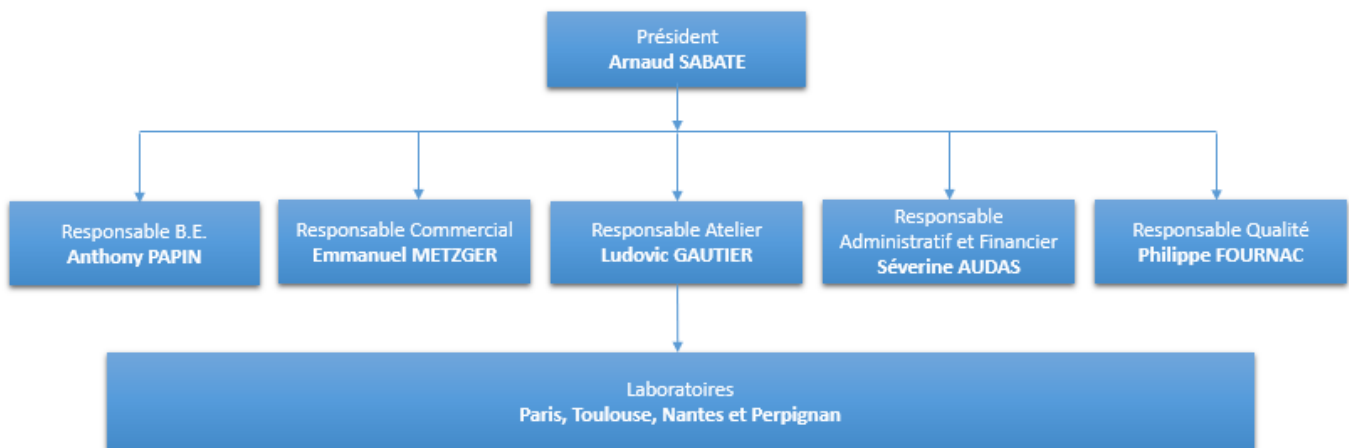 Président
Arnaud SABATE
Responsable B.E.
Anthony PAPIN
Responsable Commercial
Emmanuel METZGER
Responsable Atelier
Ludovic GAUTIER
Responsable
Administratif et Financier
Séverine AUDAS
Responsable Qualité
Philippe FOURNAC
Laboratoires
Paris, Toulouse, Nantes et Perpignan